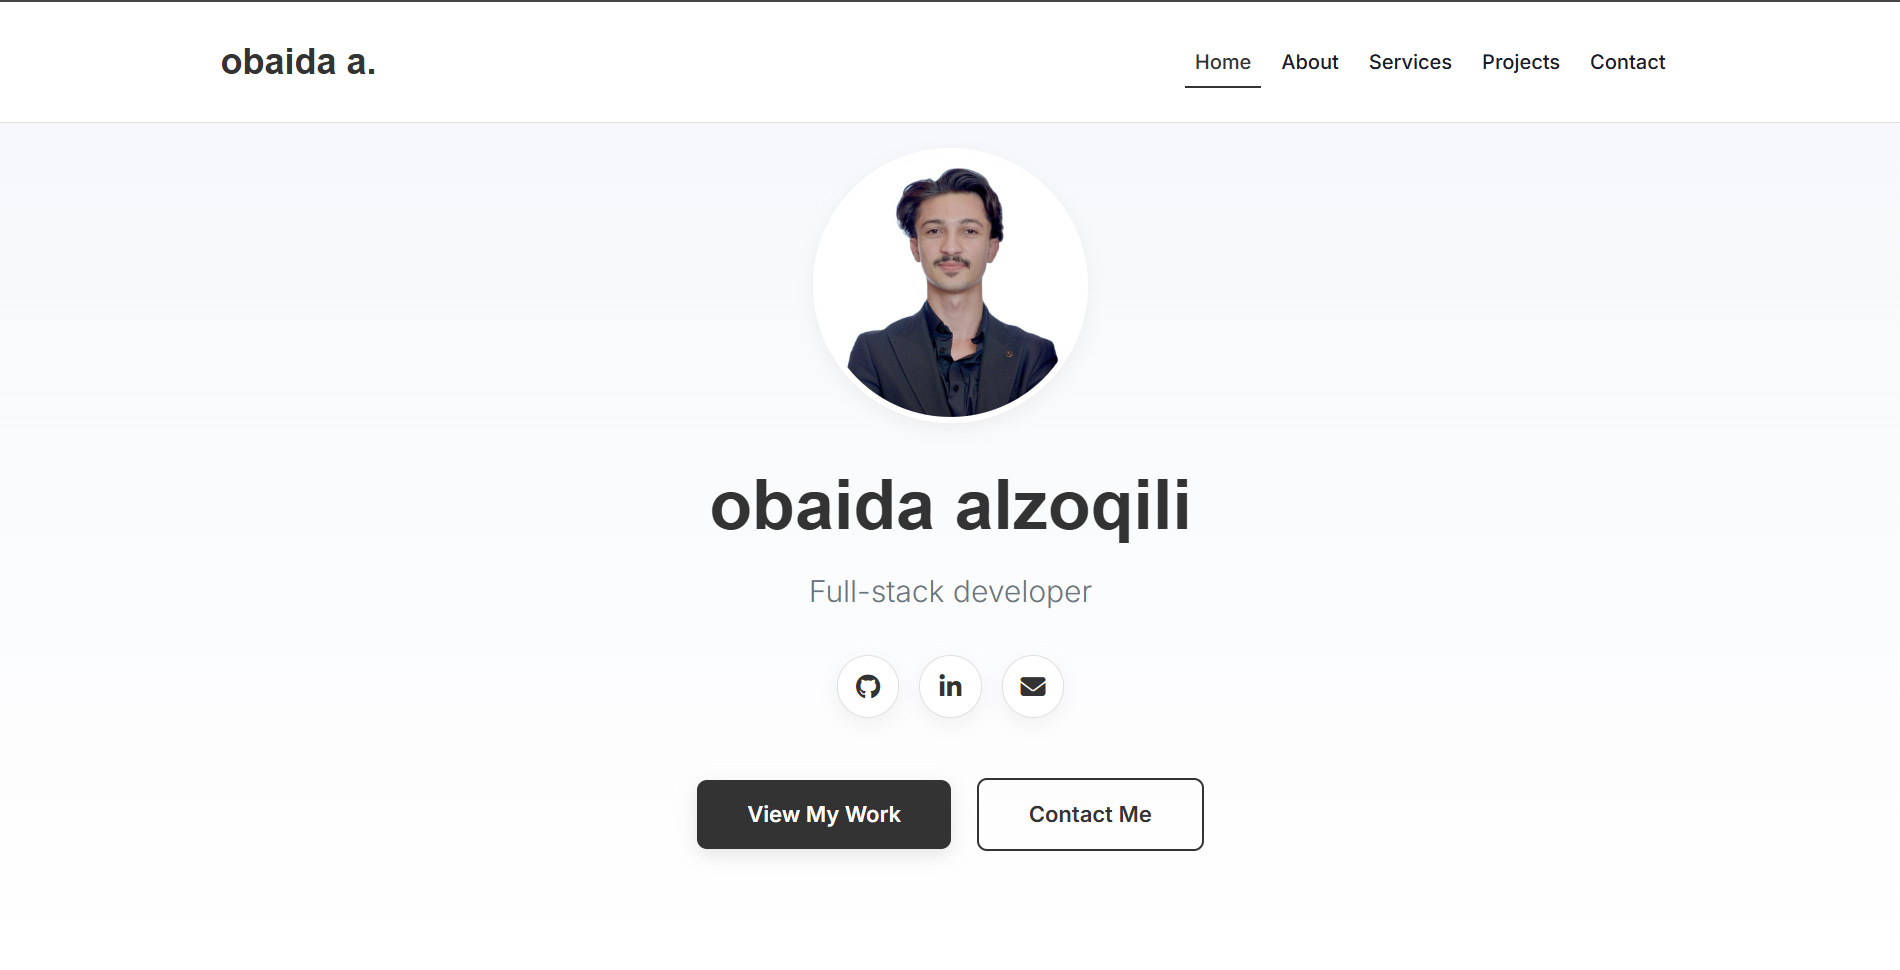 obaida a.
Home About Services Projects Contact
obaida alzoqili
Full-stack developer
in
View My Work Contact Me